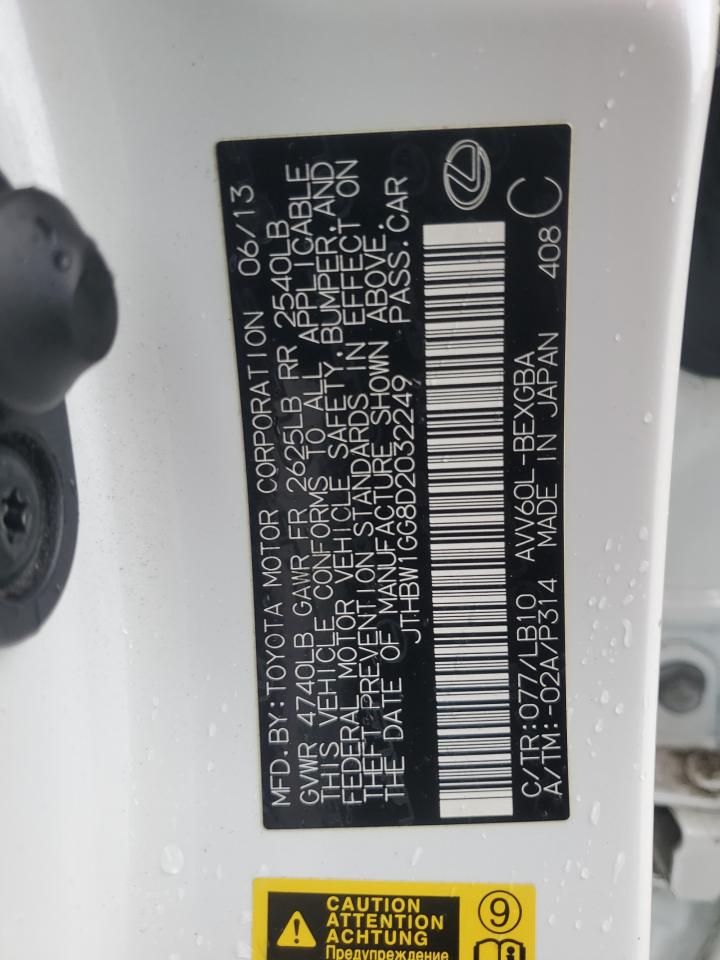 MFD.BY:TOYOTA MOTOR CORPORATION 06/13
GVWR 4740LB GAWR FR 2625LB RR 2540LB
THIS VEHICLE CONFORMS TO ALL APPLICABLE
FEDERAL MOTOR VEHICLE SAFETY,BUMPER,AND
THEFT PREVENTION STANDARDS IN EFFECT ON
THE DATE OF MANUFACTURE SHOWN ABOVE.
JTHBW1GG8D2032249 PASS.CAR
C/TR:077/LB10 AVV60L-BEXGBA
A/TM:-02A/P314 MADE IN JAPAN 408 C
CAUTION
ATTENTION
ACHTUNG
Предупреждение
9